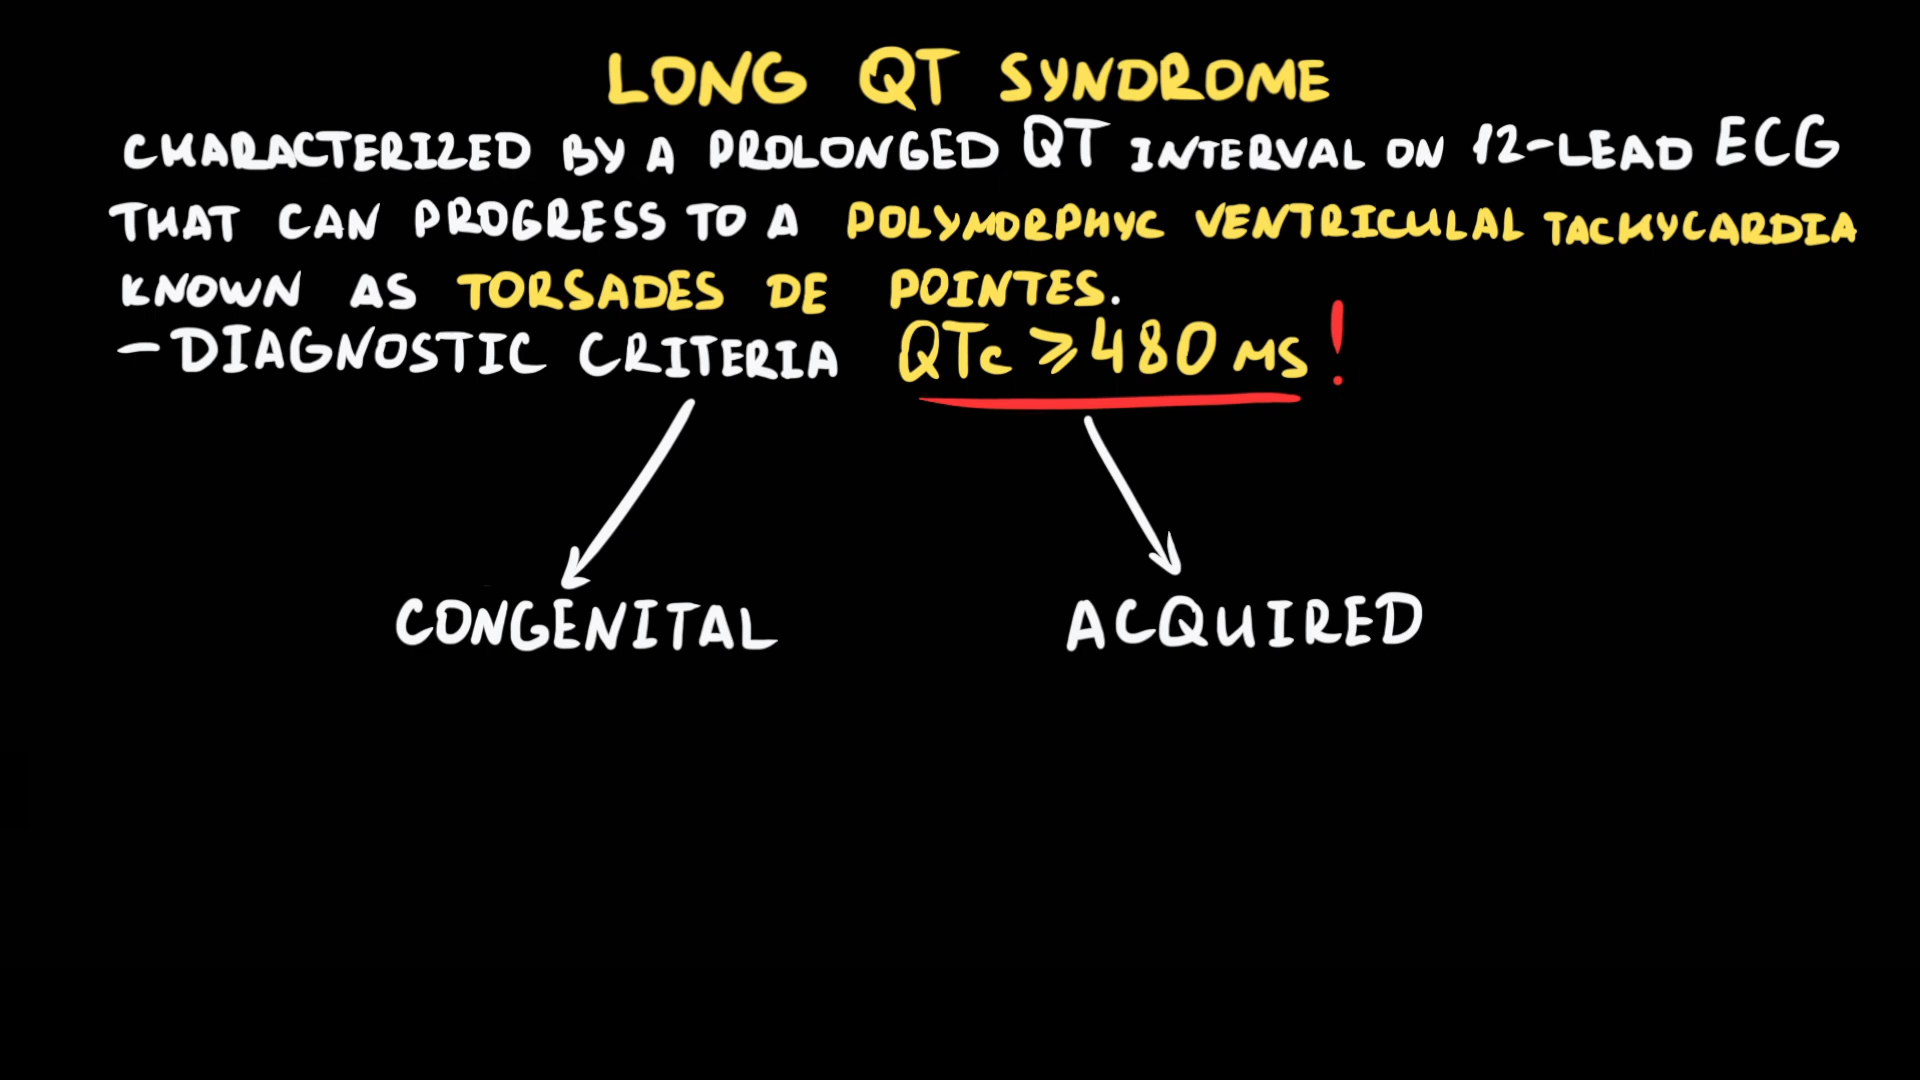 LONG QT SYNDROME
CHARACTERIZED BY A PROLONGED QT INTERVAL ON 12-LEAD ECG
THAT CAN PROGRESS TO A POLYMORPHYC VENTRICULAL TACHYCARDIA
KNOWN AS TORSADES DE POINTES.
-DIAGNOSTIC CRITERIA QTc ⩾480 MS!
CONGENITAL ACQUIRED